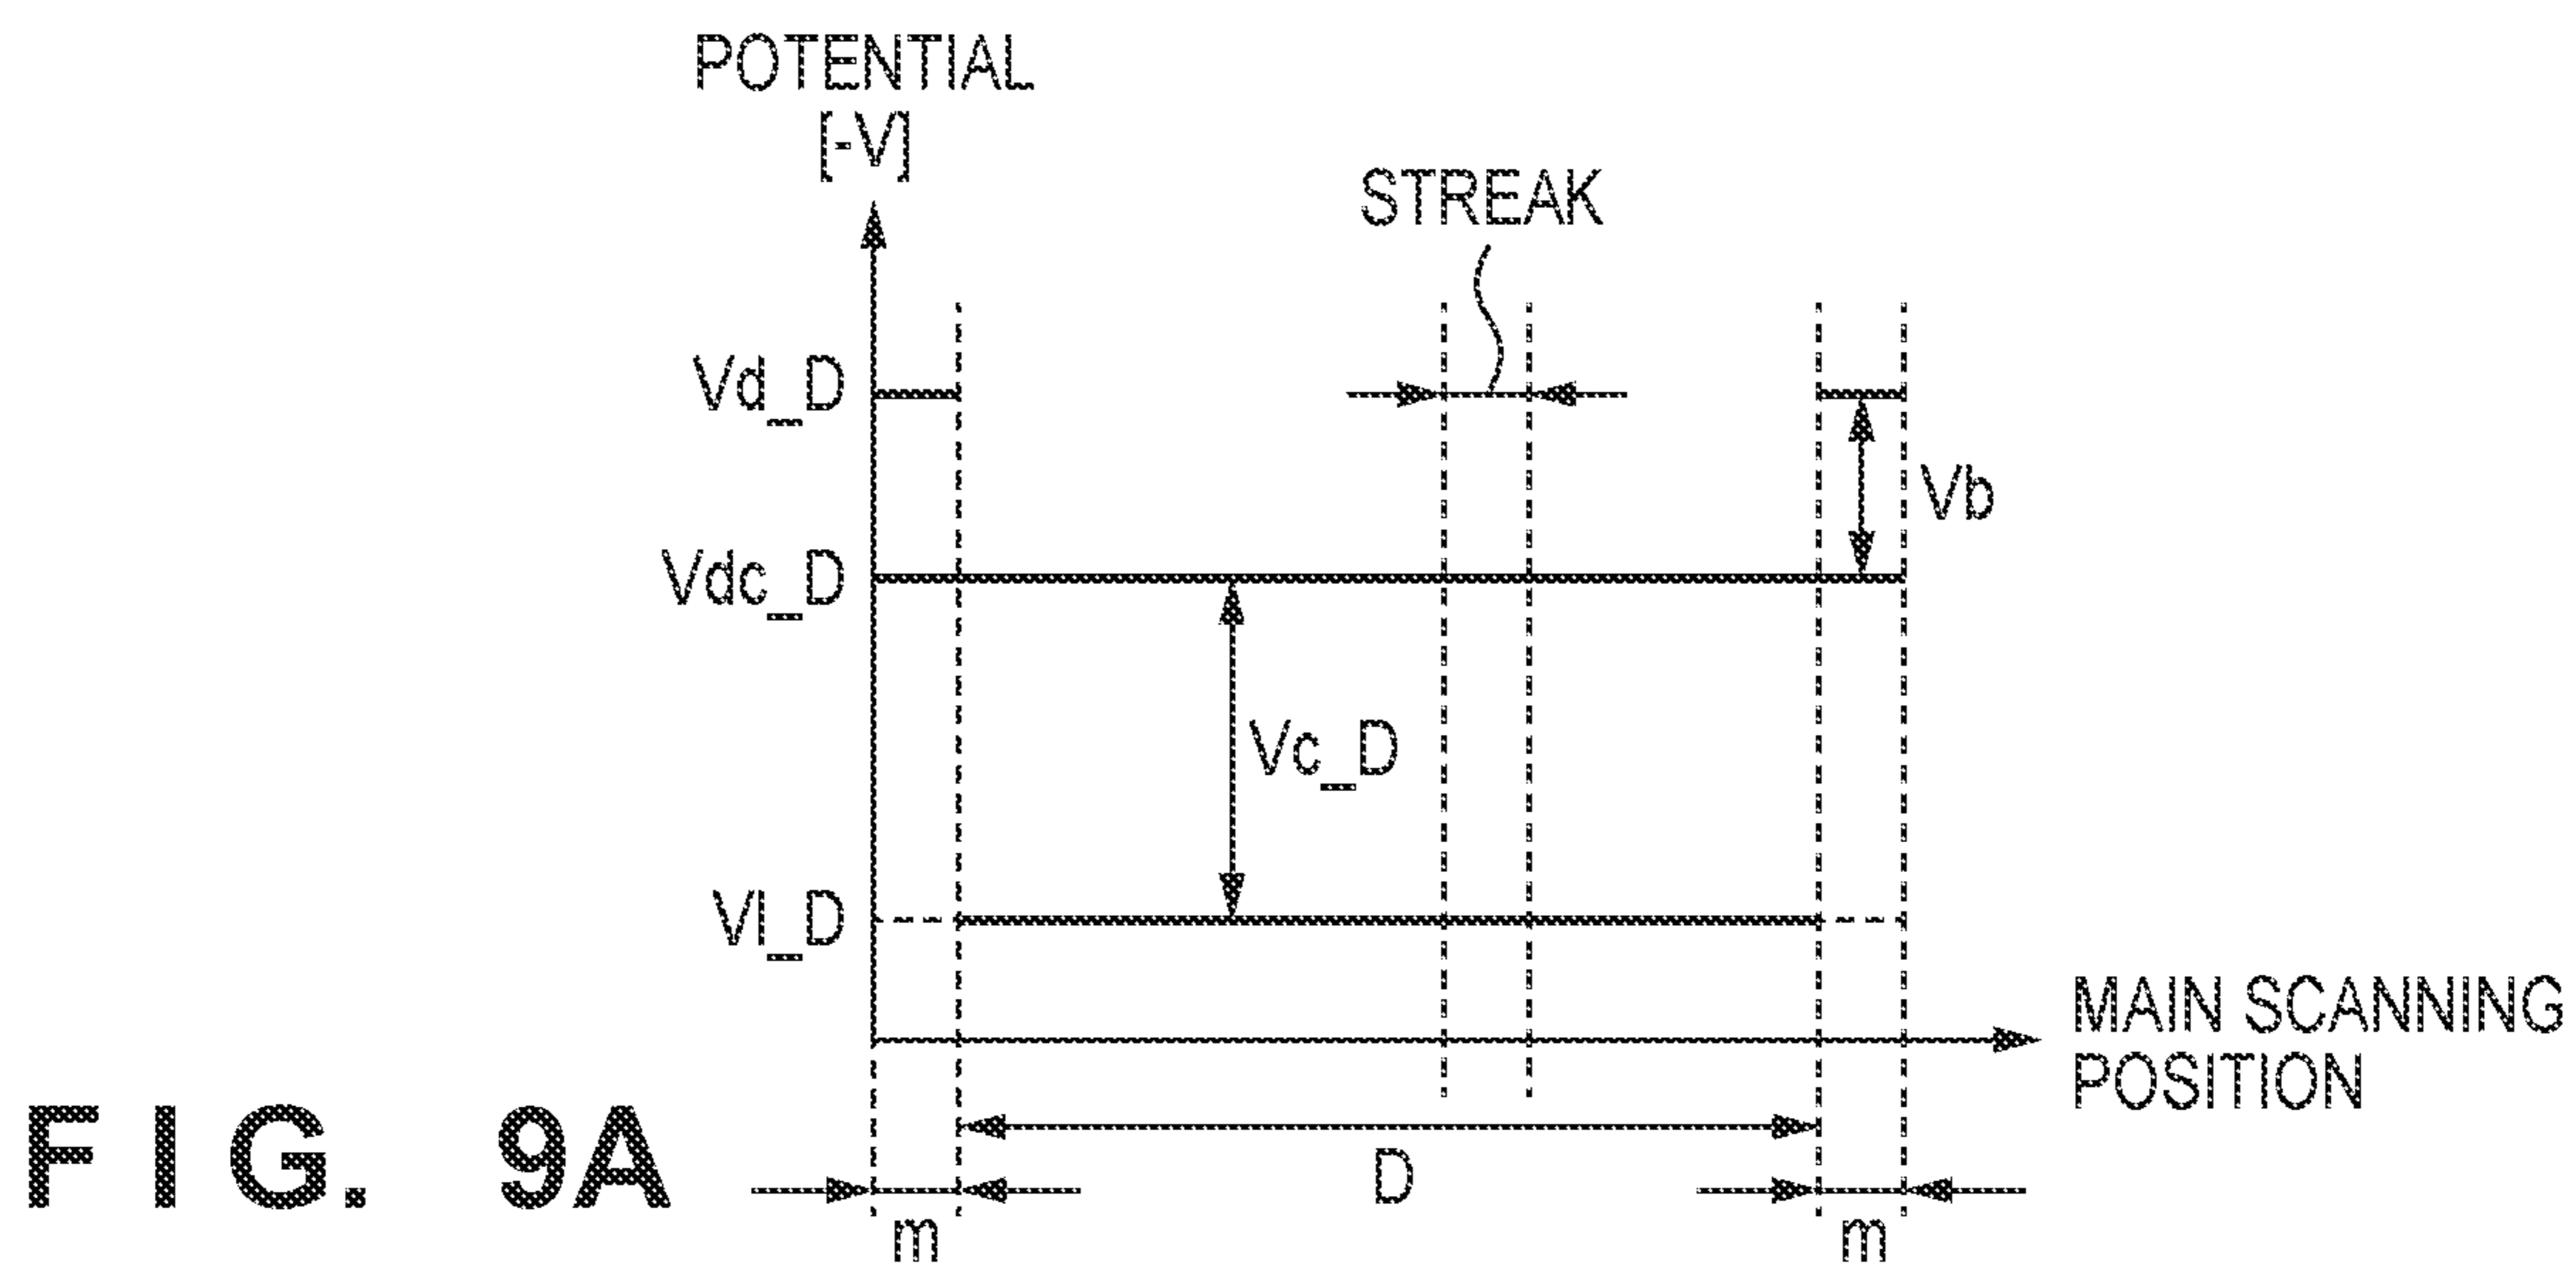 POTENTIAL
[-V]
STREAK
Vd_D
Vb
Vdc_D
Vc_D
Vl_D
MAIN SCANNING
POSITION
D
m
m
FIG. 9A